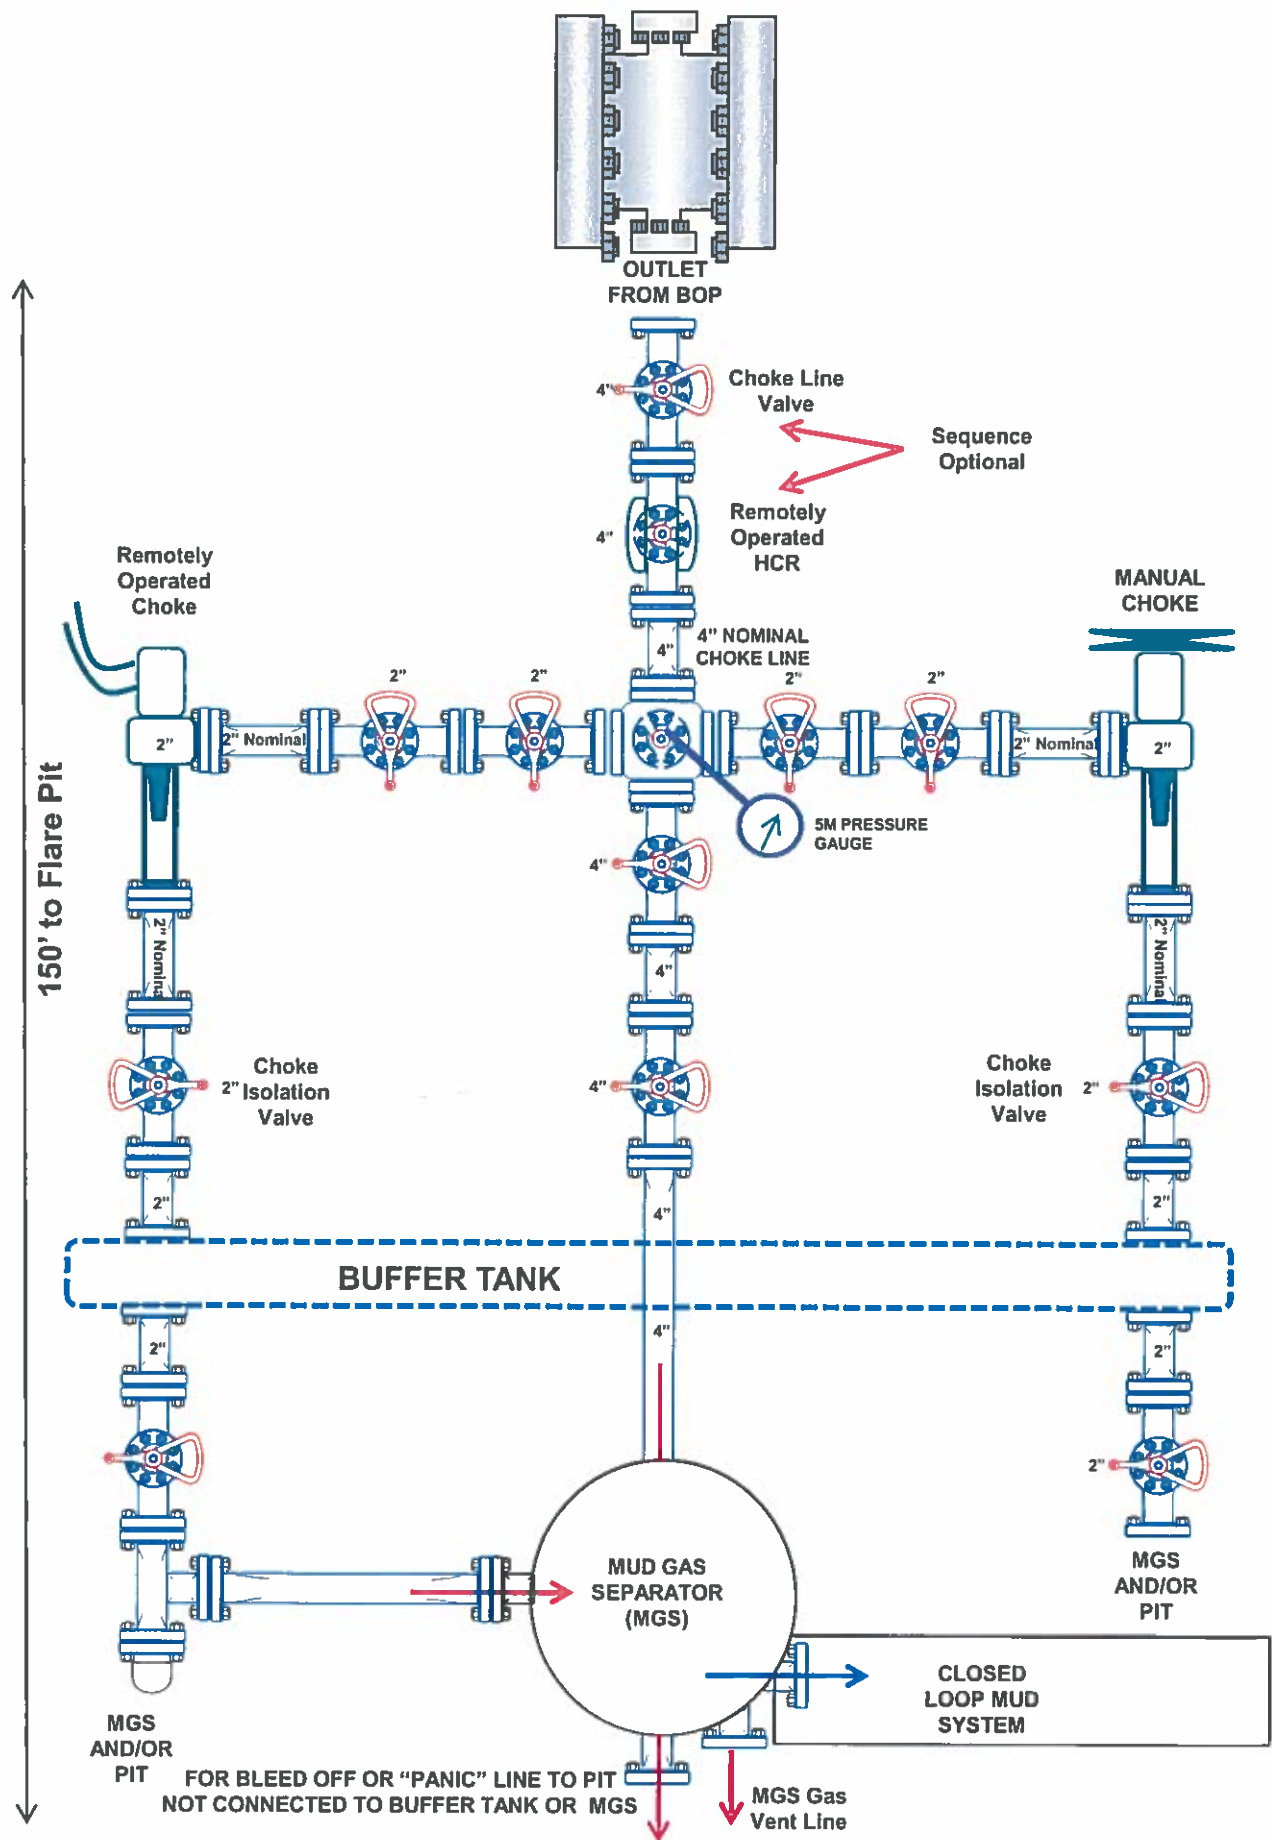 OUTLET
FROM BOP
4"
Choke Line
Valve
Sequence
Optional
4"
Remotely
Operated
HCR
Remotely
Operated
Choke
MANUAL
CHOKE
4" NOMINAL
CHOKE LINE
4"
2"
2"
2"
2"
2"
2" Nominal
2" Nominal
2"
5M PRESSURE
GAUGE
4"
150' to Flare Pit
2" Nominal
4"
2" Nominal
2"
Choke
Isolation
Valve
4"
Choke
Isolation
Valve
2"
2"
4"
2"
BUFFER TANK
2"
4"
2"
2"
MUD GAS
SEPARATOR
(MGS)
MGS
AND/OR
PIT
CLOSED
LOOP MUD
SYSTEM
MGS
AND/OR
PIT
FOR BLEED OFF OR "PANIC" LINE TO PIT
NOT CONNECTED TO BUFFER TANK OR MGS
MGS Gas
Vent Line